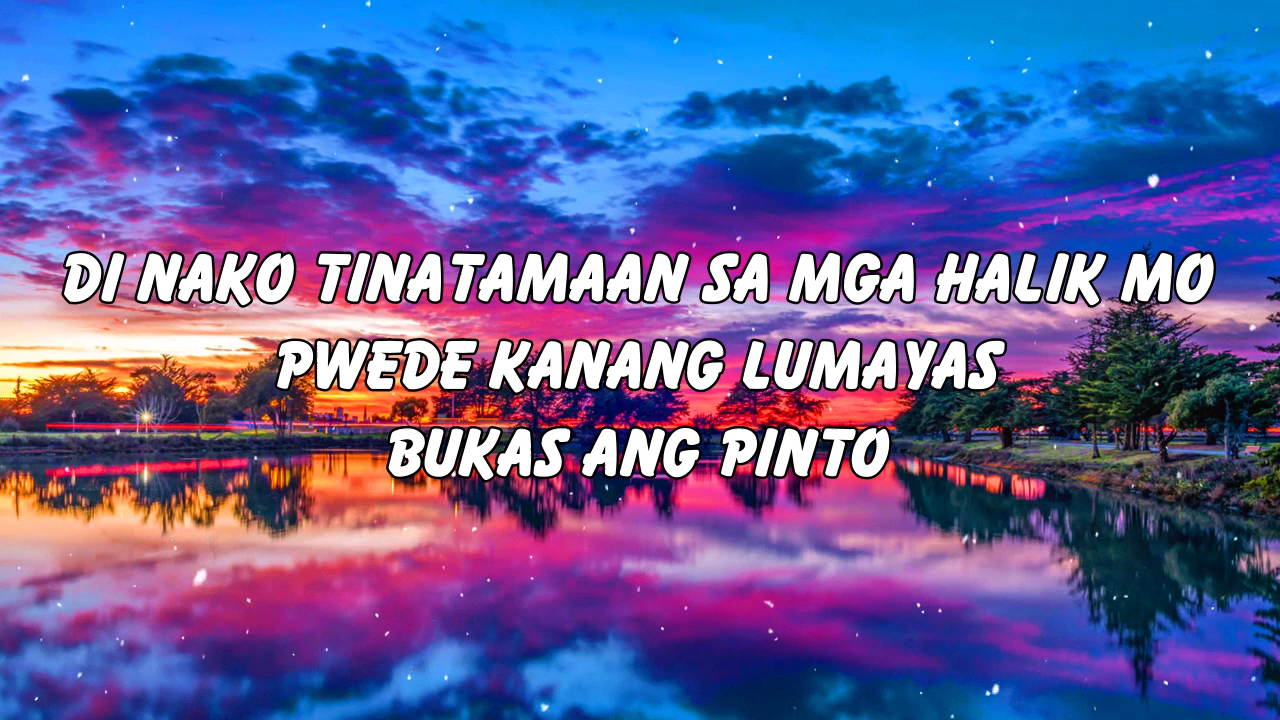 DI NAKO TINATAMAAN SA MGA HALIK MO
PWEDE KANANG LUMAYAS
BUKAS ANG PINTO